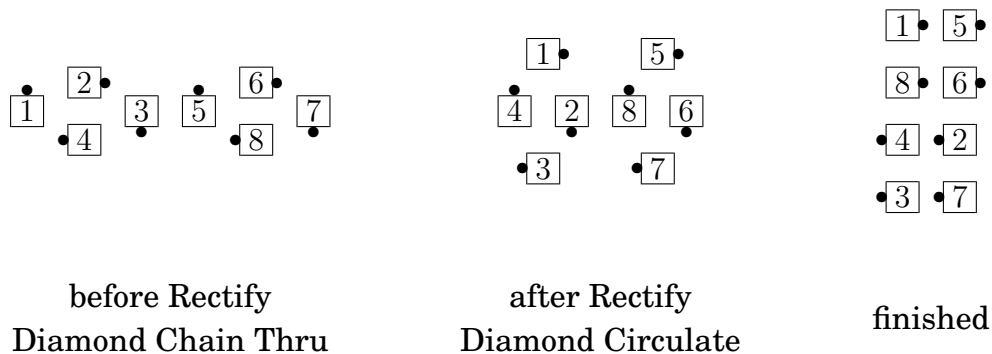 1 5
1 5
2 6
8 6
1 3 5 7
4 2 8 6
4 8
4 2
3 7
3 7
before Rectify
Diamond Chain Thru
after Rectify
Diamond Circulate
finished